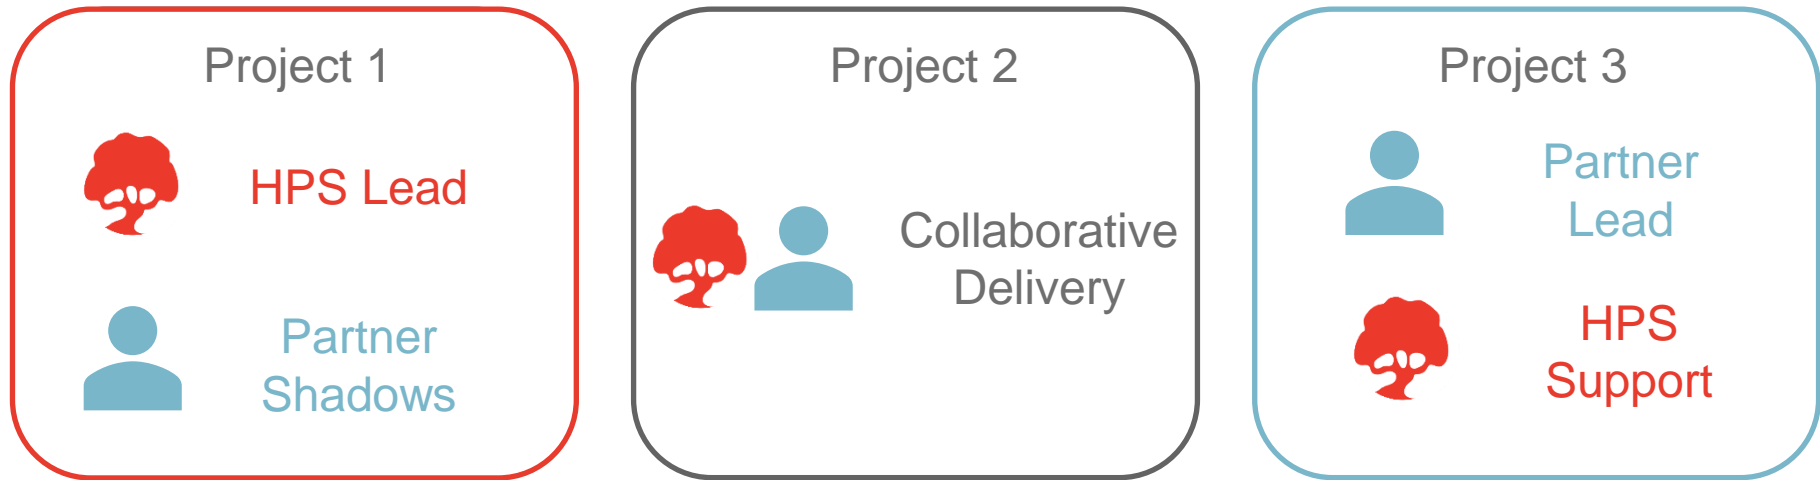 Project 1
HPS Lead
Partner
Shadows
Project 2
Collaborative
Delivery
Project 3
Partner
Lead
HPS
Support